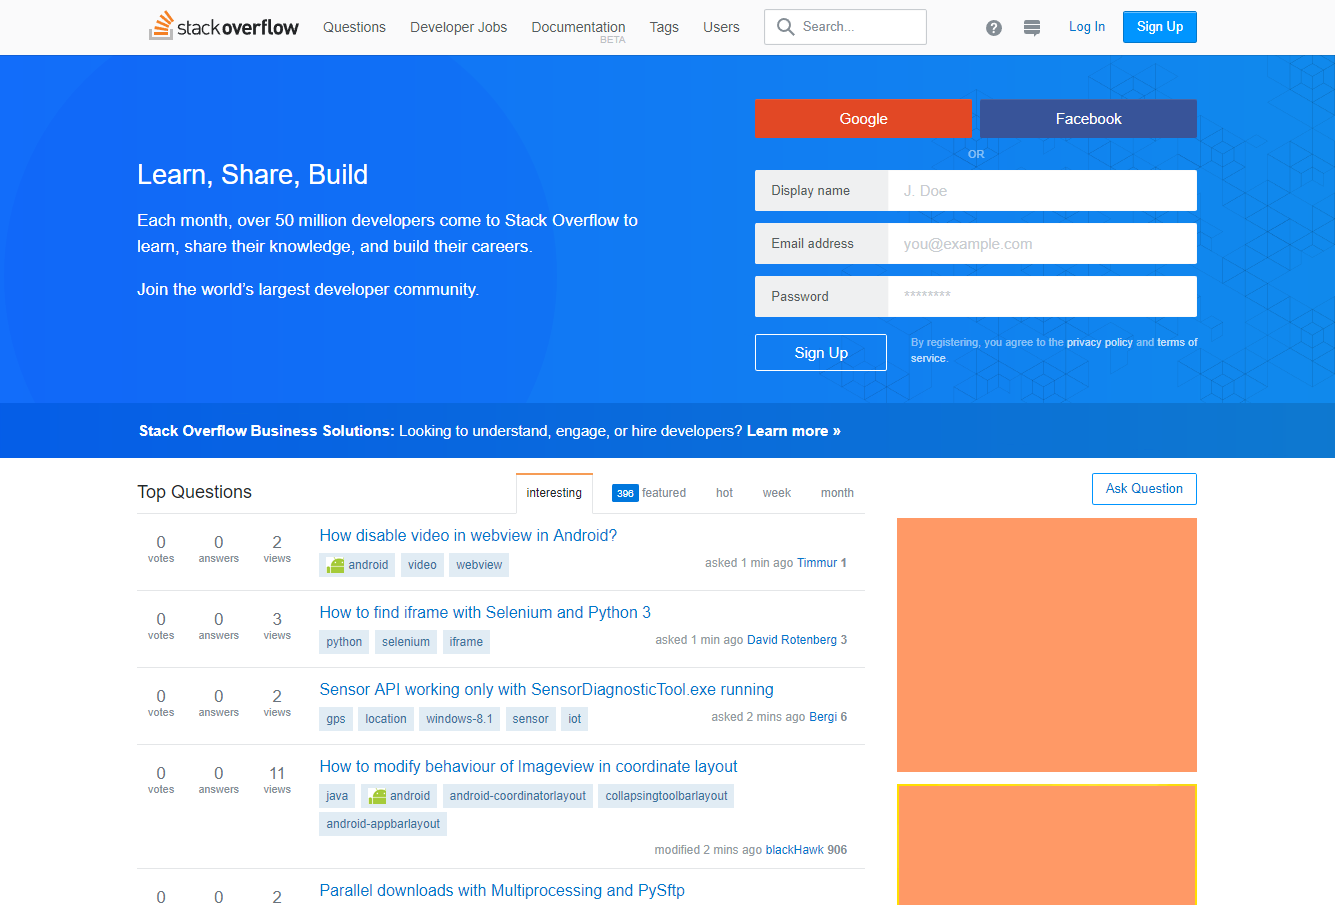 stackoverflow Questions Developer Jobs Documentation Tags Users Search... ? Log In Sign Up
BETA
Google Facebook
OR
Learn, Share, Build
Each month, over 50 million developers come to Stack Overflow to
learn, share their knowledge, and build their careers.
Join the world’s largest developer community.
Display name J. Doe
Email address you@example.com
Password ********
Sign Up
By registering, you agree to the privacy policy and terms of
service.
Stack Overflow Business Solutions: Looking to understand, engage, or hire developers? Learn more »
Top Questions interesting 396 featured hot week month
Ask Question
0 votes 0 answers 2 views
How disable video in webview in Android?
android video webview
asked 1 min ago Timmur 1
0 votes 0 answers 3 views
How to find iframe with Selenium and Python 3
python selenium iframe
asked 1 min ago David Rotenberg 3
0 votes 0 answers 2 views
Sensor API working only with SensorDiagnosticTool.exe running
gps location windows-8.1 sensor iot
asked 2 mins ago Bergi 6
0 votes 0 answers 11 views
How to modify behaviour of Imageview in coordinate layout
java android android-coordinatorlayout collapsingtoolbarlayout
android-appbarlayout
modified 2 mins ago blackHawk 906
0 0 2
Parallel downloads with Multiprocessing and PySftp